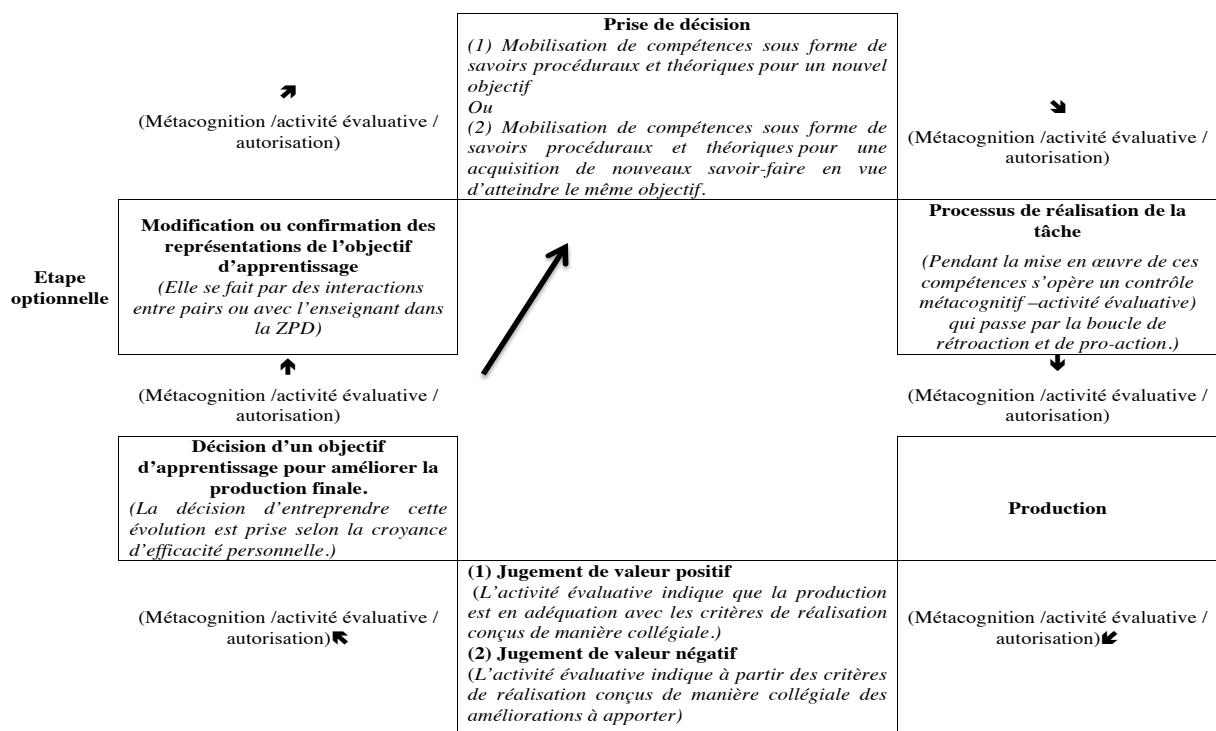 Prise de décision
(1) Mobilisation de compétences sous forme de
savoirs procéduraux et théoriques pour un nouvel
objectif
Ou
(2) Mobilisation de compétences sous forme de
savoirs procéduraux et théoriques pour une
acquisition de nouveaux savoir-faire en vue
d’atteindre le même objectif.
(Métacognition /activité évaluative /
autorisation)
(Métacognition /activité évaluative /
autorisation)
Etape
optionnelle
Modification ou confirmation des
représentations de l’objectif
d’apprentissage
(Elle se fait par des interactions
entre pairs ou avec l’enseignant dans
la ZPD)
Processus de réalisation de la
tâche
(Pendant la mise en œuvre de ces
compétences s’opère un contrôle
métacognitif –activité évaluative)
qui passe par la boucle de
rétroaction et de pro-action.)
(Métacognition /activité évaluative /
autorisation)
(Métacognition /activité évaluative /
autorisation)
Décision d’un objectif
d’apprentissage pour améliorer la
production finale.
(La décision d’entreprendre cette
évolution est prise selon la croyance
d’efficacité personnelle.)
Production
(Métacognition /activité évaluative /
autorisation)
(1) Jugement de valeur positif
(L’activité évaluative indique que la production
est en adéquation avec les critères de réalisation
conçus de manière collégiale.)
(2) Jugement de valeur négatif
(L’activité évaluative indique à partir des critères
de réalisation conçus de manière collégiale des
améliorations à apporter)
(Métacognition /activité évaluative /
autorisation)